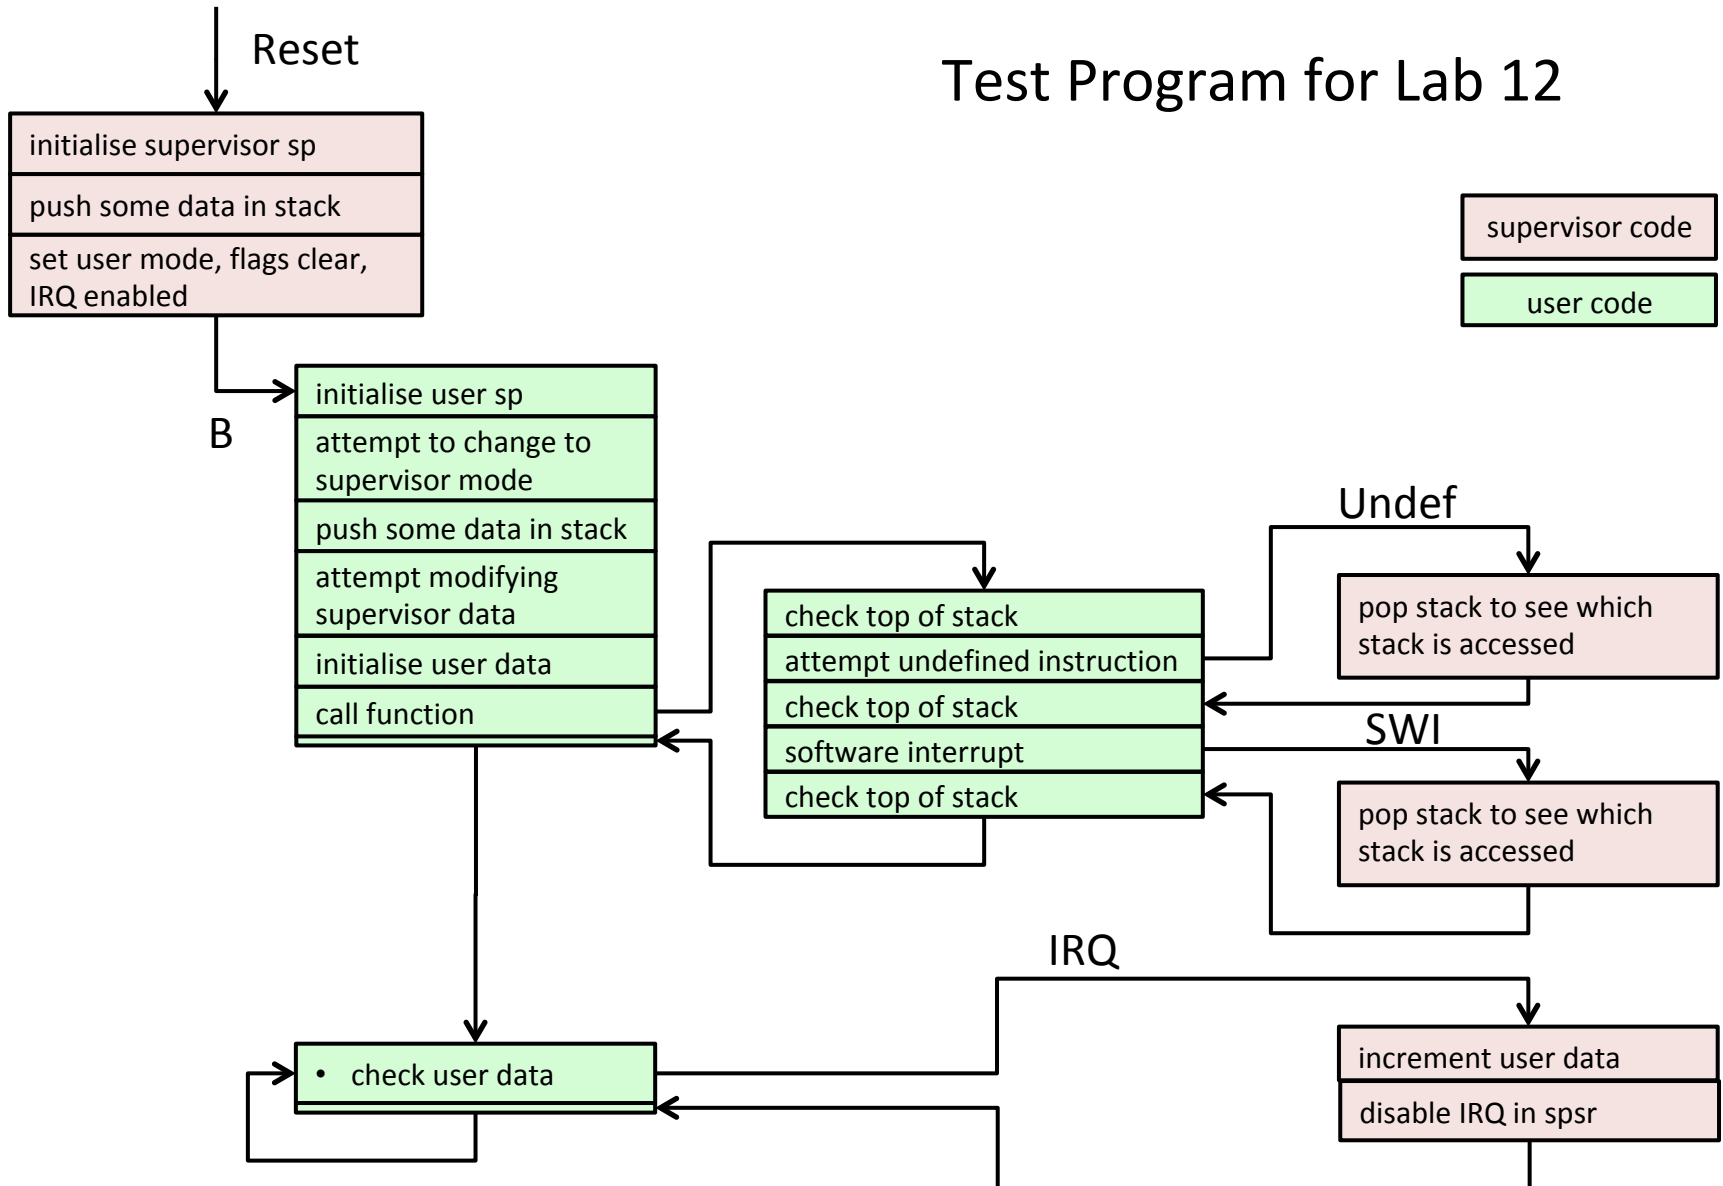 Reset
Test Program for Lab 12
initialise supervisor sp
push some data in stack
set user mode, flags clear,
IRQ enabled
supervisor code
user code
B
initialise user sp
attempt to change to
supervisor mode
push some data in stack
attempt modifying
supervisor data
initialise user data
call function
check top of stack
attempt undefined instruction
check top of stack
software interrupt
check top of stack
Undef
pop stack to see which
stack is accessed
SWI
pop stack to see which
stack is accessed
IRQ
• check user data
increment user data
disable IRQ in spsr